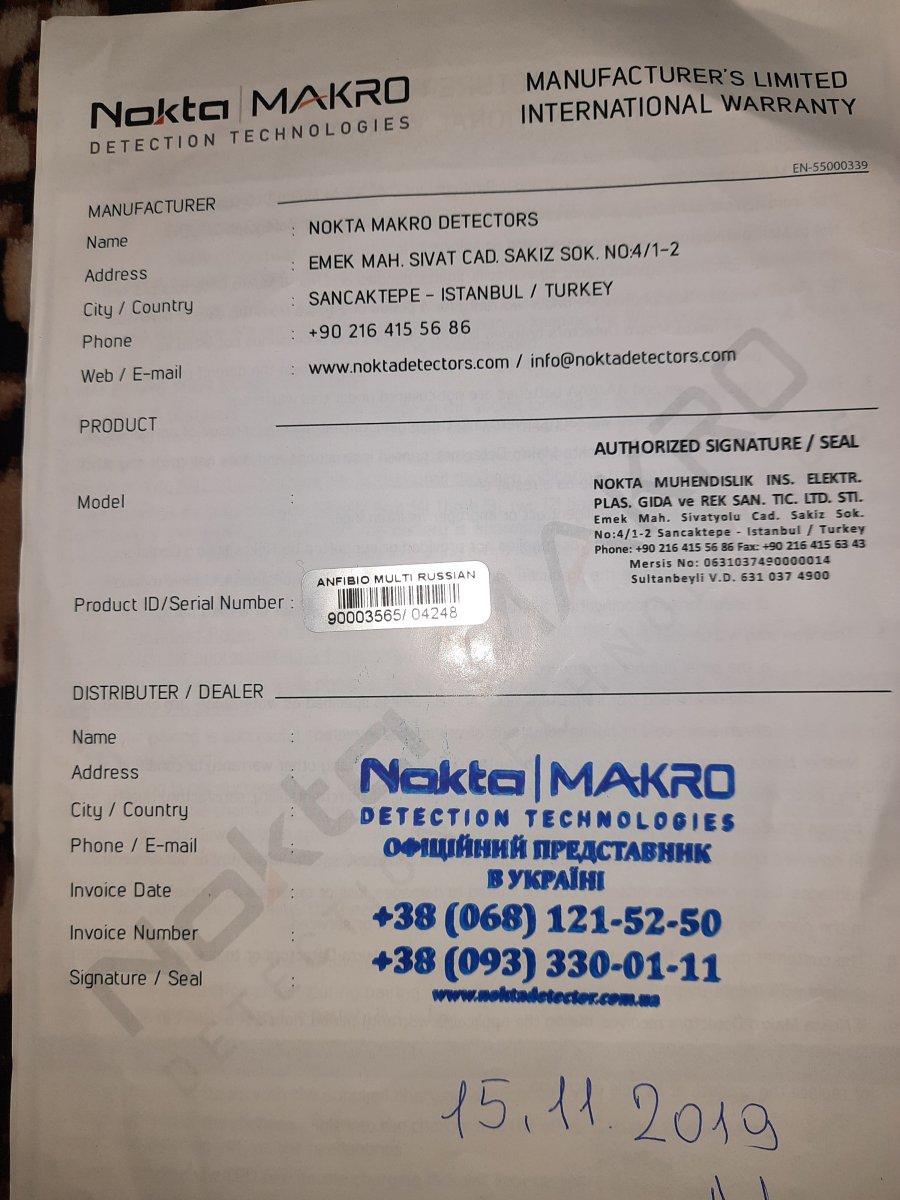 Nokta | MAKRO
DETECTION TECHNOLOGIES
MANUFACTURER'S LIMITED
INTERNATIONAL WARRANTY
EN-55000339
MANUFACTURER
Name : NOKTA MAKRO DETECTORS
Address : EMEK MAH. SIVAT CAD. SAKIZ SOK. NO:4/1-2
City / Country : SANCAKTEPE - ISTANBUL / TURKEY
Phone : +90 216 415 56 86
Web / E-mail : www.noktadetectors.com / info@noktadetectors.com
PRODUCT
AUTHORIZED SIGNATURE / SEAL
NOKTA MUHENDISLIK INS. ELEKTR.
PLAS. GIDA ve REK SAN. TIC. LTD. STI.
Emek Mah. Sivatyolu Cad. Sakiz Sok.
No:4/1-2 Sancaktepe - Istanbul / Turkey
Phone: +90 216 415 56 86 Fax: +90 216 415 63 43
Mersis No: 0631037490000014
Sultanbeyli V.D. 631 037 4900
Model :
Product ID/Serial Number :
ANFIBIO MULTI RUSSIAN
90003565/ 04248
DISTRIBUTER / DEALER
Name :
Address :
City / Country :
Phone / E-mail :
Invoice Date :
Invoice Number :
Signature / Seal :
Nokta | MAKRO
DETECTION TECHNOLOGIES
ОФІЦІЙНИЙ ПРЕДСТАВНИК
В УКРАЇНІ
+38 (068) 121-52-50
+38 (093) 330-01-11
www.noktadetector.com.ua
15.11.2019
Nokta MAKRO
DETECTION TECHNOLOGIES